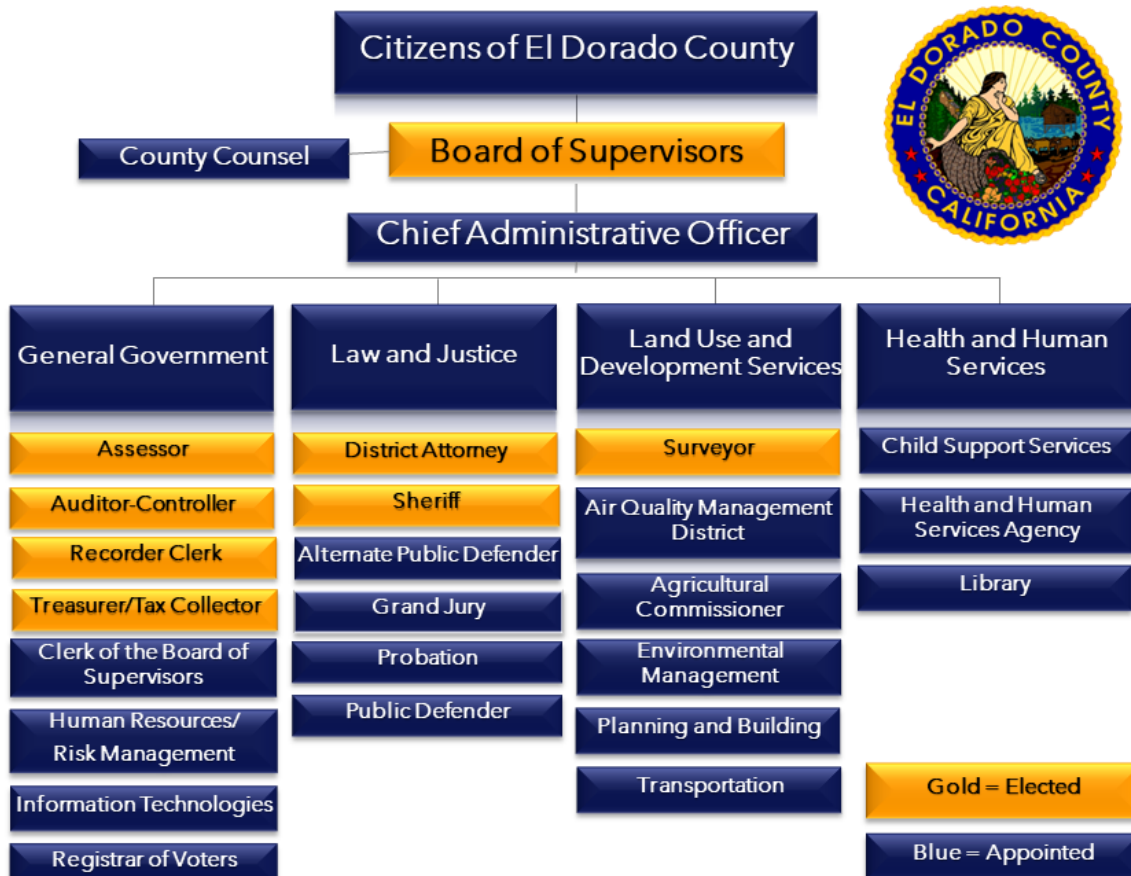 Citizens of El Dorado County
EL DORADO COUNTY
CALIFORNIA
County Counsel
Board of Supervisors
Chief Administrative Officer
General Government
Assessor
Auditor-Controller
Recorder Clerk
Treasurer/Tax Collector
Clerk of the Board of
Supervisors
Human Resources/
Risk Management
Information Technologies
Registrar of Voters
Law and Justice
District Attorney
Sheriff
Alternate Public Defender
Grand Jury
Probation
Public Defender
Land Use and
Development Services
Surveyor
Air Quality Management
District
Agricultural
Commissioner
Environmental
Management
Planning and Building
Transportation
Health and Human
Services
Child Support Services
Health and Human
Services Agency
Library
Gold = Elected
Blue = Appointed